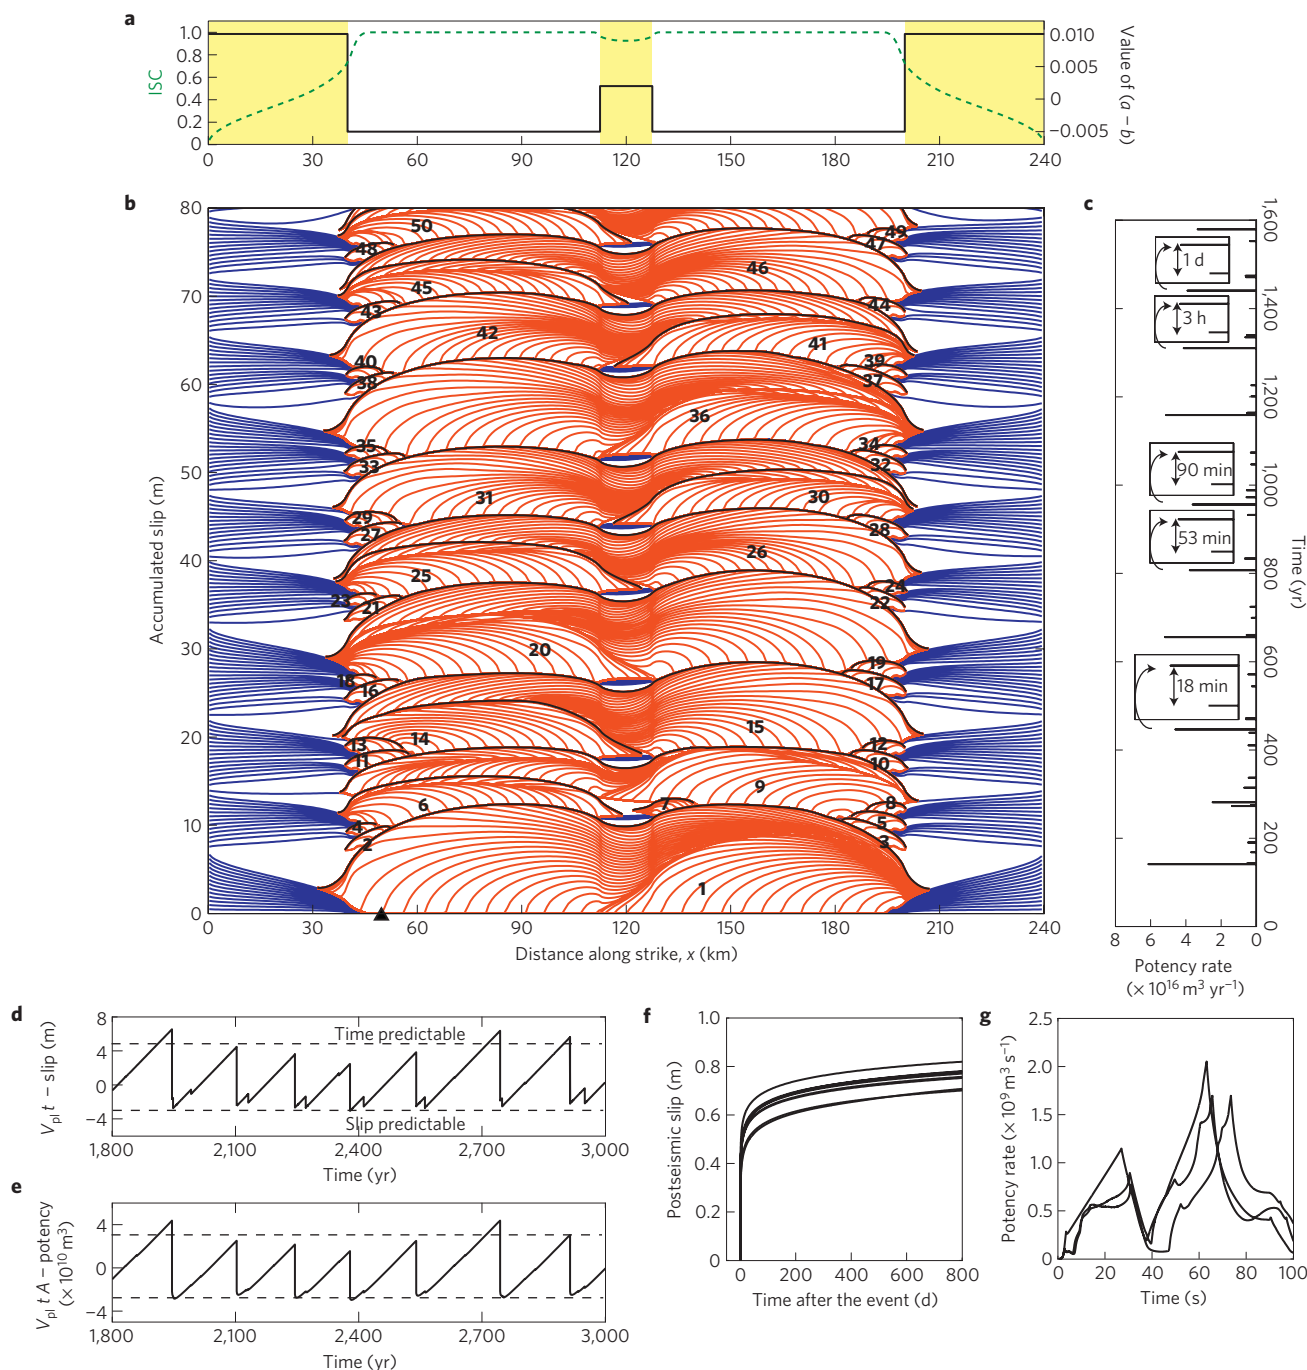 a
ISC
1.0
0.8
0.6
0.4
0.2
0
0.010
0.005
0
−0.005
Value of (a − b)
0 30 60 90 120 150 180 210 240
b
Accumulated slip (m)
80
70
60
50
40
30
20
10
0
50
49
48
47
46
45
44
43
42
41
40
39
38
37
36
35
34
33
32
31
30
29
28
27
26
25
24
23
22
21
20
19
18
17
16
15
14
13
12
11
10
9
8
7
6
5
4
3
2
1
0 30 60 90 120 150 180 210 240
Distance along strike, x (km)
c
1 d
3 h
90 min
53 min
18 min
1,600
1,400
1,200
1,000
800
600
400
200
0
Time (yr)
8 6 4 2 0
Potency rate
(× 10¹⁶ m³ yr⁻¹)
d
Vpl t − slip (m)
8
4
0
−4
Time predictable
Slip predictable
1,800 2,100 2,400 2,700 3,000
Time (yr)
e
Vpl t A − potency
(× 10¹⁰ m³)
4
0
−4
1,800 2,100 2,400 2,700 3,000
Time (yr)
f
Postseismic slip (m)
1.0
0.8
0.6
0.4
0.2
0
0 200 400 600 800
Time after the event (d)
g
Potency rate (× 10⁹ m³ s⁻¹)
2.5
2.0
1.5
1.0
0.5
0
0 20 40 60 80 100
Time (s)